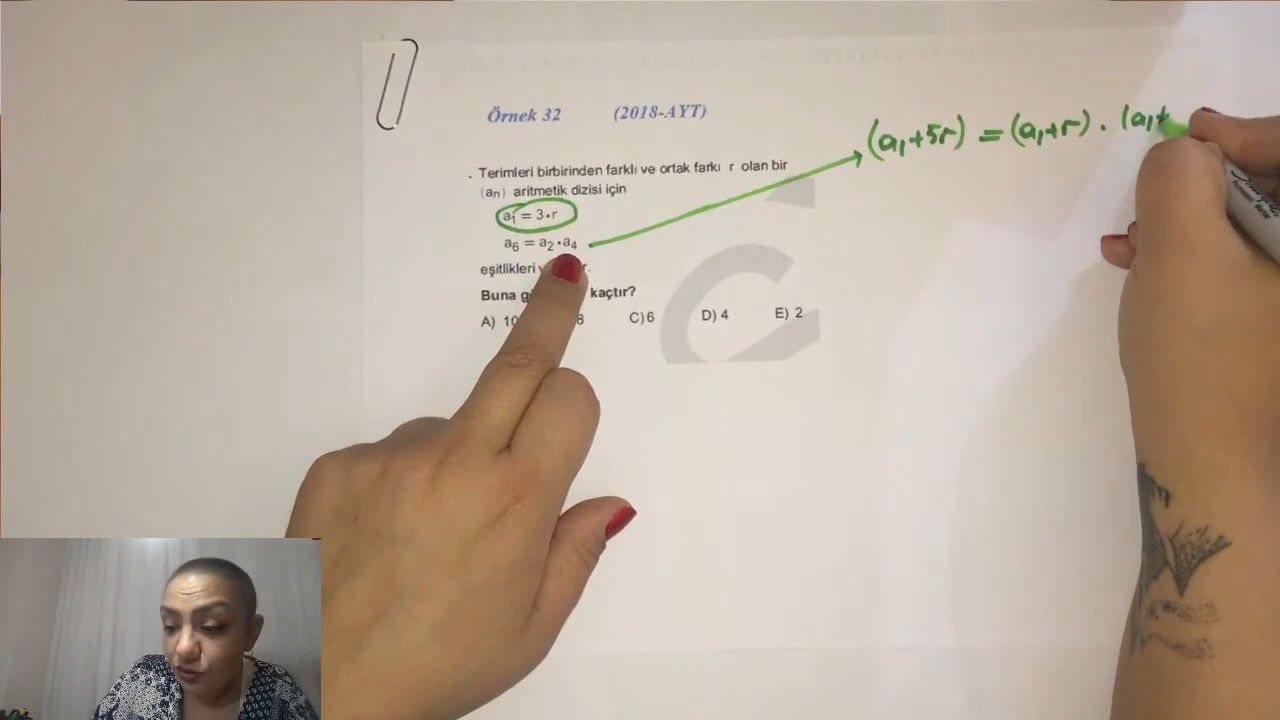 Örnek 32 (2018-AYT)
(a₁+5r) = (a₁+r) . (a₁+
. Terimleri birbirinden farklı ve ortak farkı r olan bir
(aₙ) aritmetik dizisi için
a₁ = 3•r
a₆ = a₂•a₄
eşitlikleri
Buna kaçtır?
A) 10 8 C) 6 D) 4 E) 2